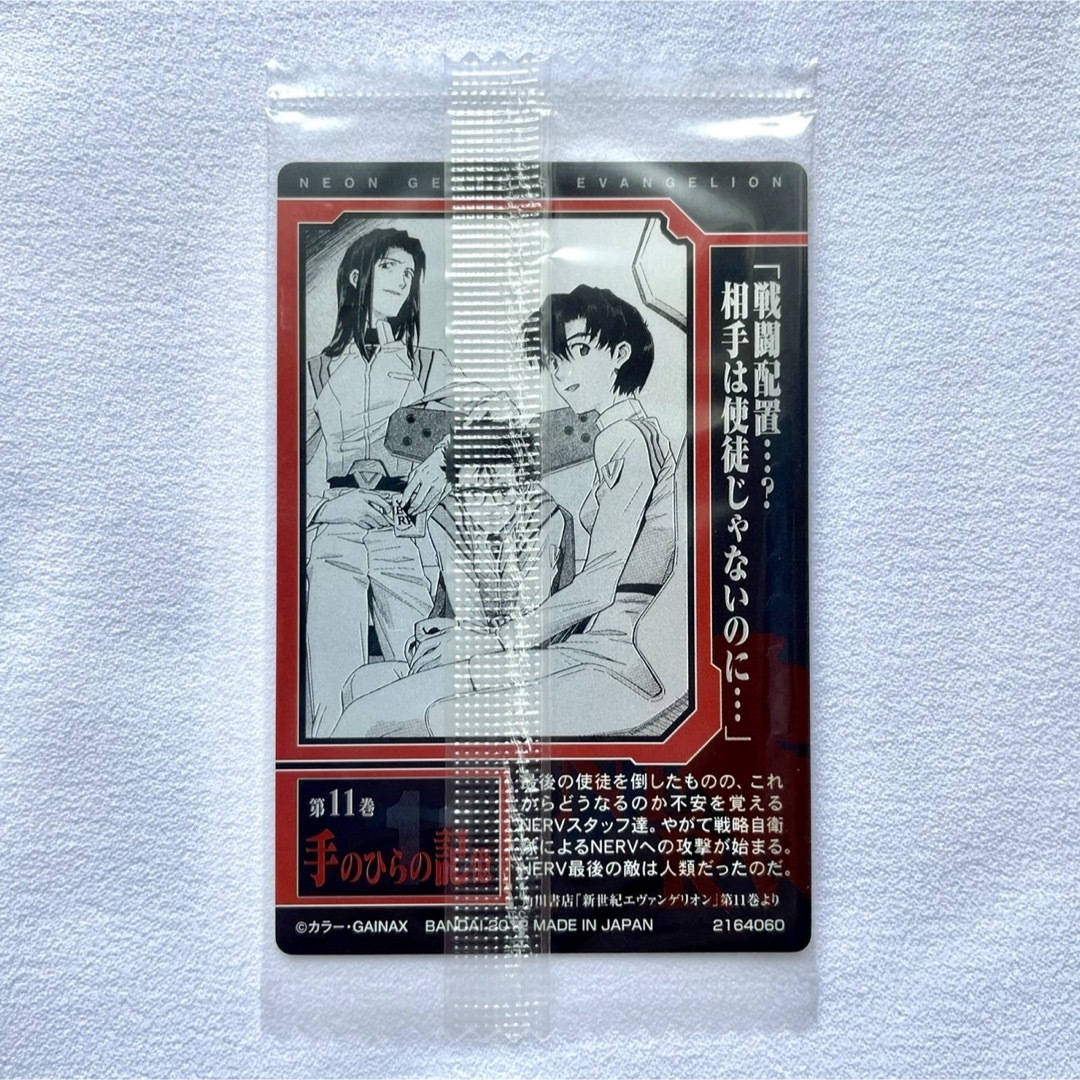 NEON GE S EVANGELION
「戦闘配置…?
相手は使徒じゃないのに…」
NERV
第11巻
手のひらの記憶
最後の使徒を倒したものの、これ
からどうなるのか不安を覚える
NERVスタッフ達。やがて戦略自衛
隊によるNERVへの攻撃が始まる。
NERV最後の敵は人類だったのだ。
角川書店「新世紀エヴァンゲリオン」第11巻より
©カラー・GAINAX BANDAI MADE IN JAPAN 2164060